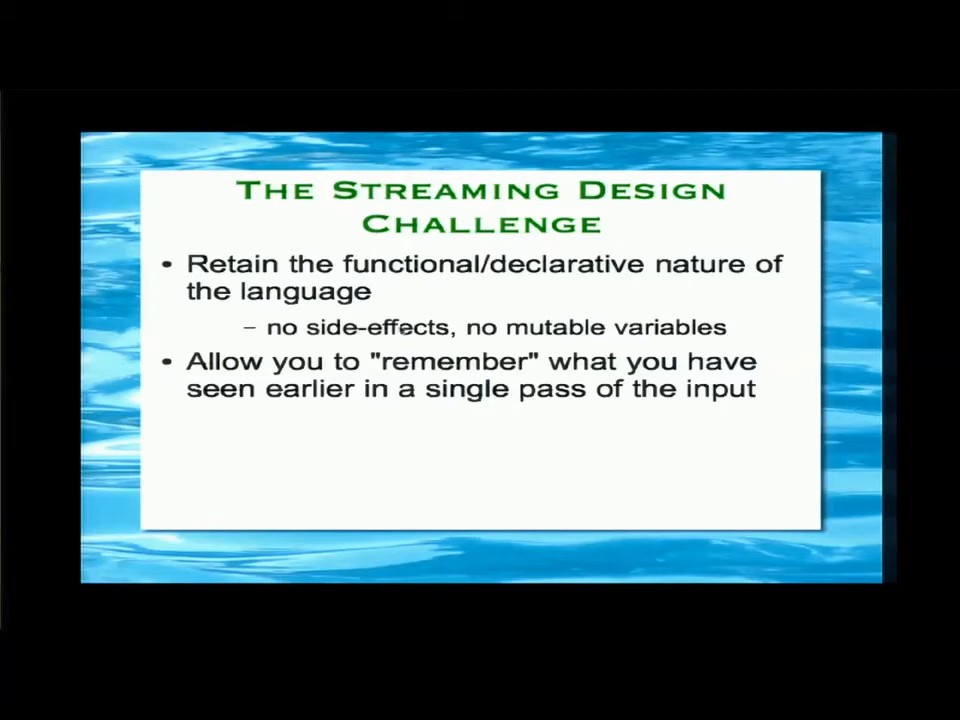 The Streaming Design
Challenge
• Retain the functional/declarative nature of
the language
– no side-effects, no mutable variables
• Allow you to "remember" what you have
seen earlier in a single pass of the input